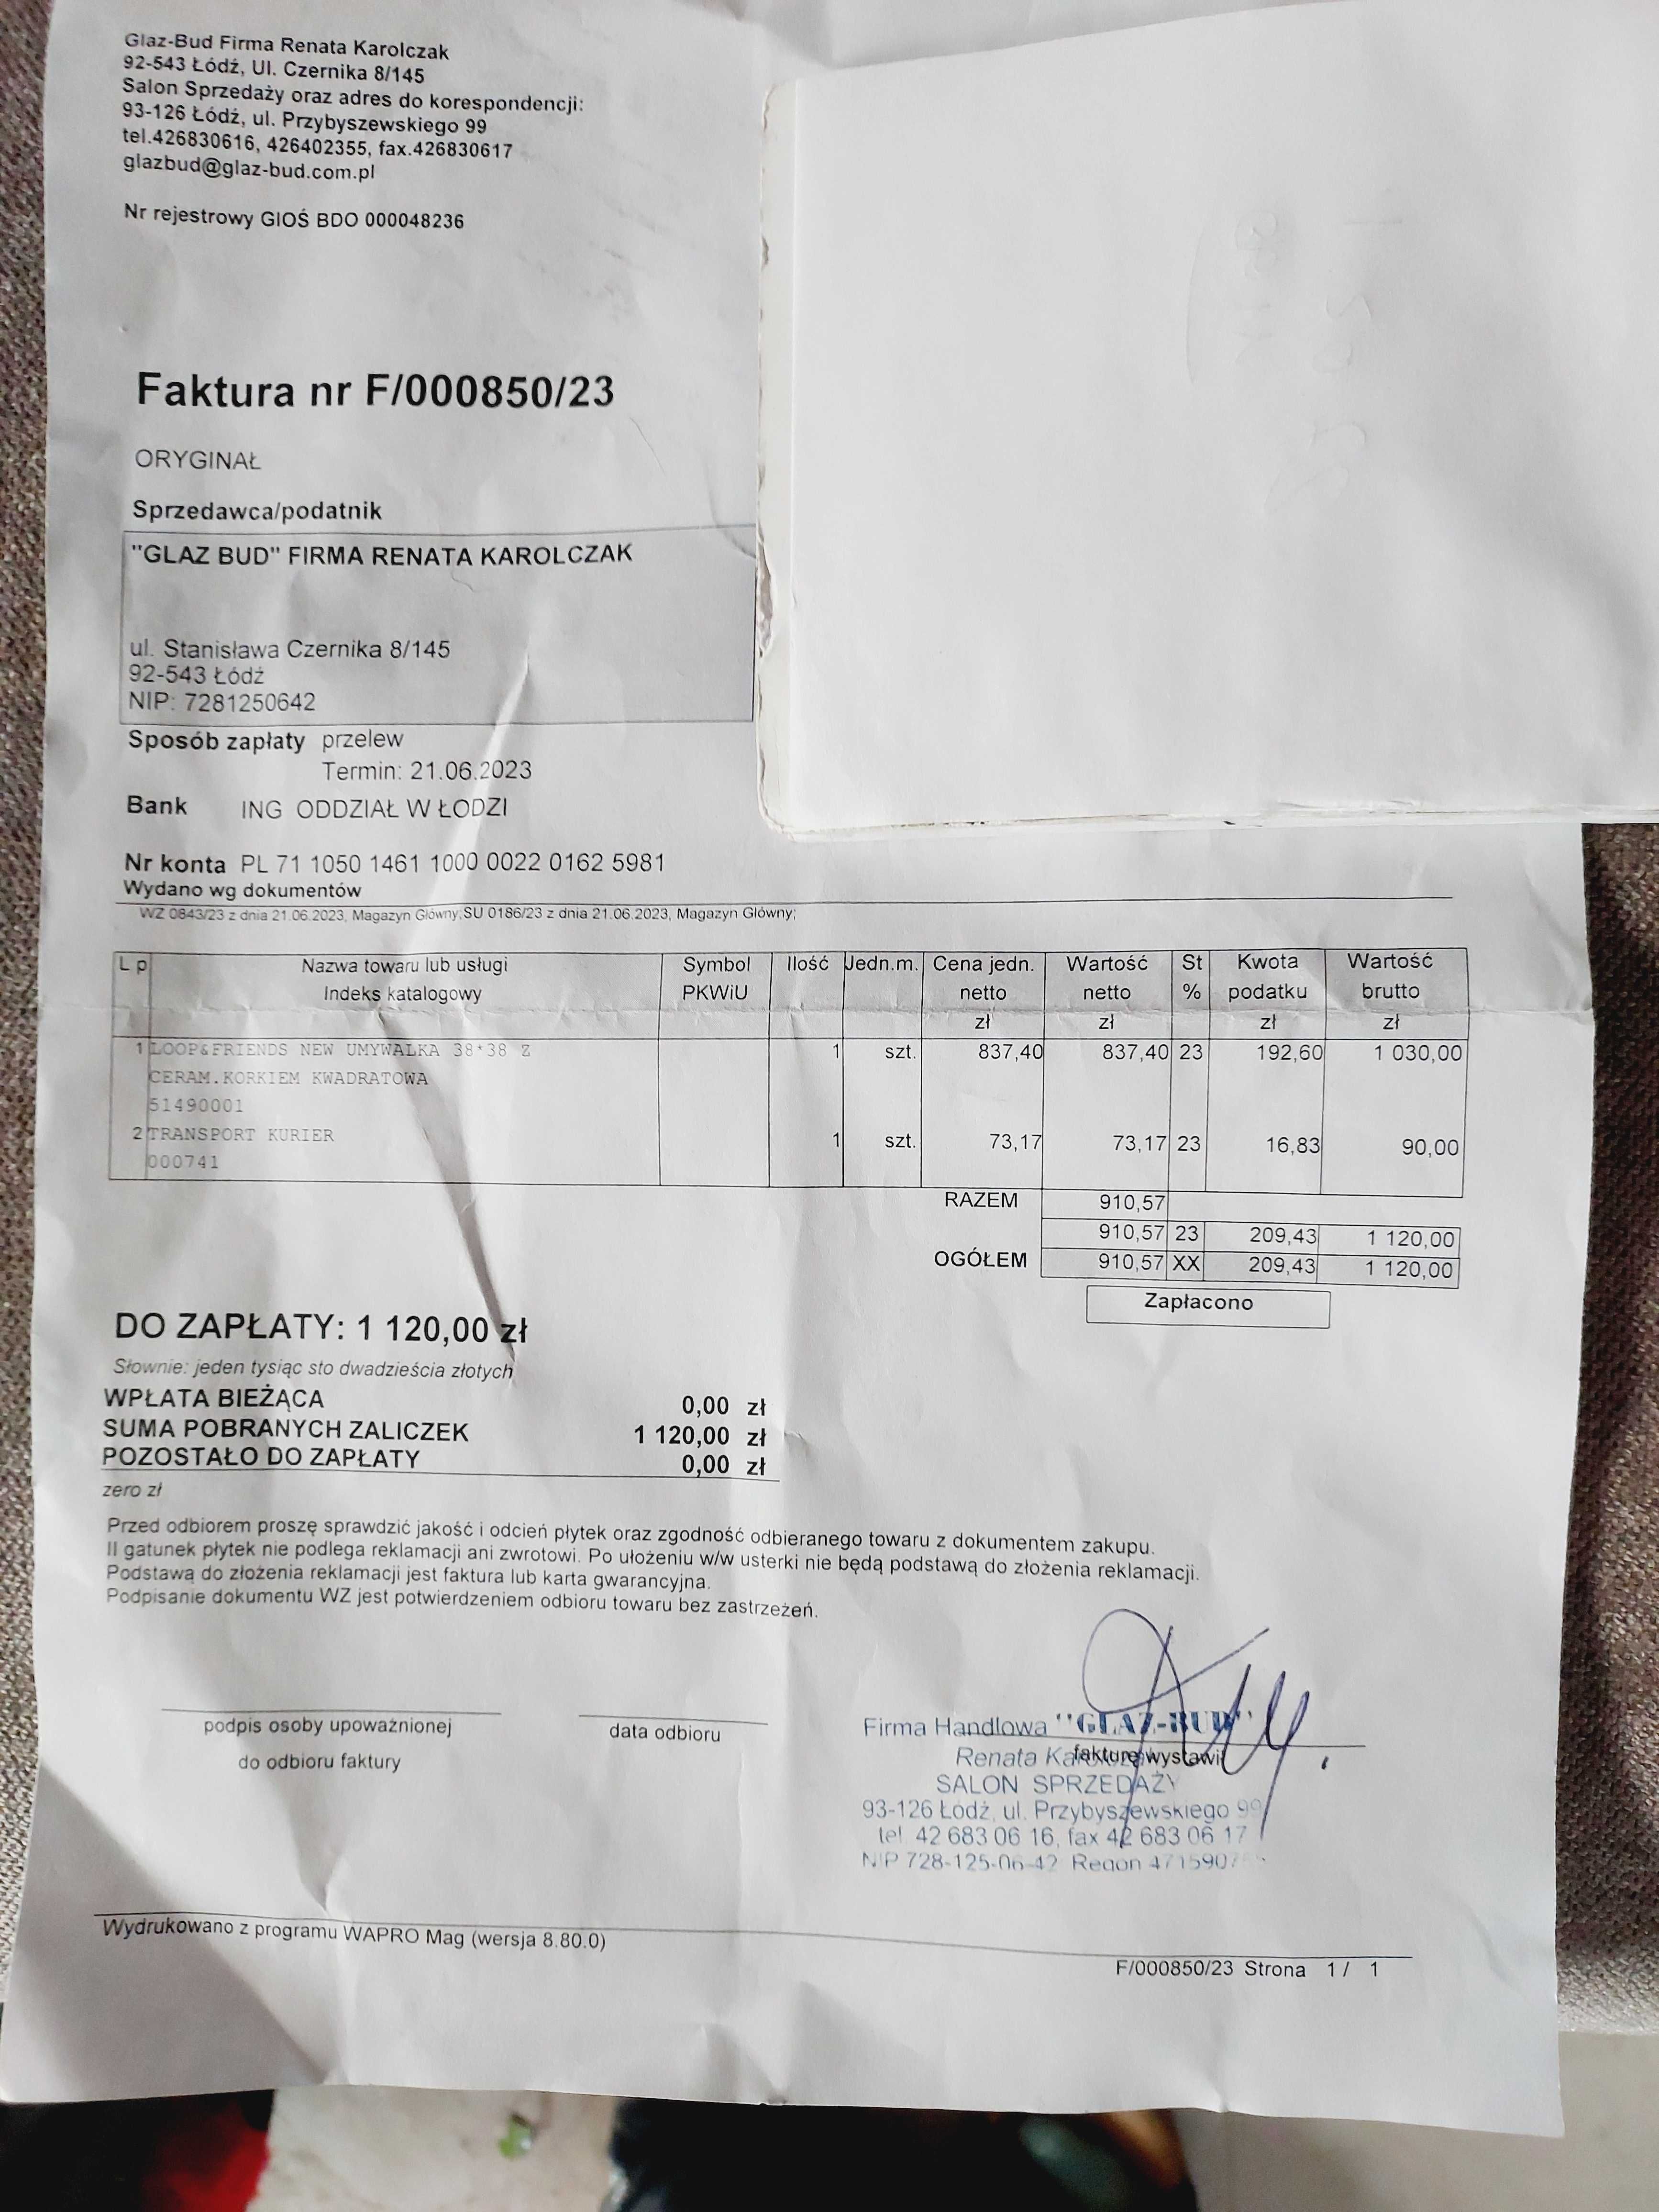 Glaz-Bud Firma Renata Karolczak
92-543 Łódź, Ul. Czernika 8/145
Salon Sprzedaży oraz adres do korespondencji:
93-126 Łódź, ul. Przybyszewskiego 99
tel.426830616, 426402355, fax.426830617
glazbud@glaz-bud.com.pl
Nr rejestrowy GIOŚ BDO 000048236
Faktura nr F/000850/23
ORYGINAŁ
Sprzedawca/podatnik
"GLAZ BUD" FIRMA RENATA KAROLCZAK
ul. Stanisława Czernika 8/145
92-543 Łódź
NIP: 7281250642
Sposób zapłaty przelew
Termin: 21.06.2023
Bank ING ODDZIAŁ W ŁODZI
Nr konta PL 71 1050 1461 1000 0022 0162 5981
Wydano wg dokumentów
WZ 0843/23 z dnia 21.06.2023, Magazyn Główny;SU 0186/23 z dnia 21.06.2023, Magazyn Główny;
L p Nazwa towaru lub usługi Symbol Ilość Jedn.m. Cena jedn. Wartość St Kwota Wartość
Indeks katalogowy PKWiU netto netto % podatku brutto
zł zł zł zł
1 LOOP&FRIENDS NEW UMYWALKA 38*38 Z 1 szt. 837,40 837,40 23 192,60 1 030,00
CERAM.KORKIEM KWADRATOWA
51490001
2 TRANSPORT KURIER 1 szt. 73,17 73,17 23 16,83 90,00
000741
RAZEM 910,57
910,57 23 209,43 1 120,00
OGÓŁEM 910,57 XX 209,43 1 120,00
Zapłacono
DO ZAPŁATY: 1 120,00 zł
Słownie: jeden tysiąc sto dwadzieścia złotych
WPŁATA BIEŻĄCA 0,00 zł
SUMA POBRANYCH ZALICZEK 1 120,00 zł
POZOSTAŁO DO ZAPŁATY 0,00 zł
zero zł
Przed odbiorem proszę sprawdzić jakość i odcień płytek oraz zgodność odbieranego towaru z dokumentem zakupu.
II gatunek płytek nie podlega reklamacji ani zwrotowi. Po ułożeniu w/w usterki nie będą podstawą do złożenia reklamacji.
Podstawą do złożenia reklamacji jest faktura lub karta gwarancyjna.
Podpisanie dokumentu WZ jest potwierdzeniem odbioru towaru bez zastrzeżeń.
podpis osoby upoważnionej
do odbioru faktury
data odbioru
Firma Handlowa "GLAZ-BUD"
Renata
fakturę wystawił
SALON SPRZEDAŻY
93-126 Łódź, ul. Przybyszewskiego 99
tel. 42 683 06 16, fax 42 683 06 17
NIP 728-125-06-42 Regon
Wydrukowano z programu WAPRO Mag (wersja 8.80.0)
F/000850/23 Strona 1 / 1